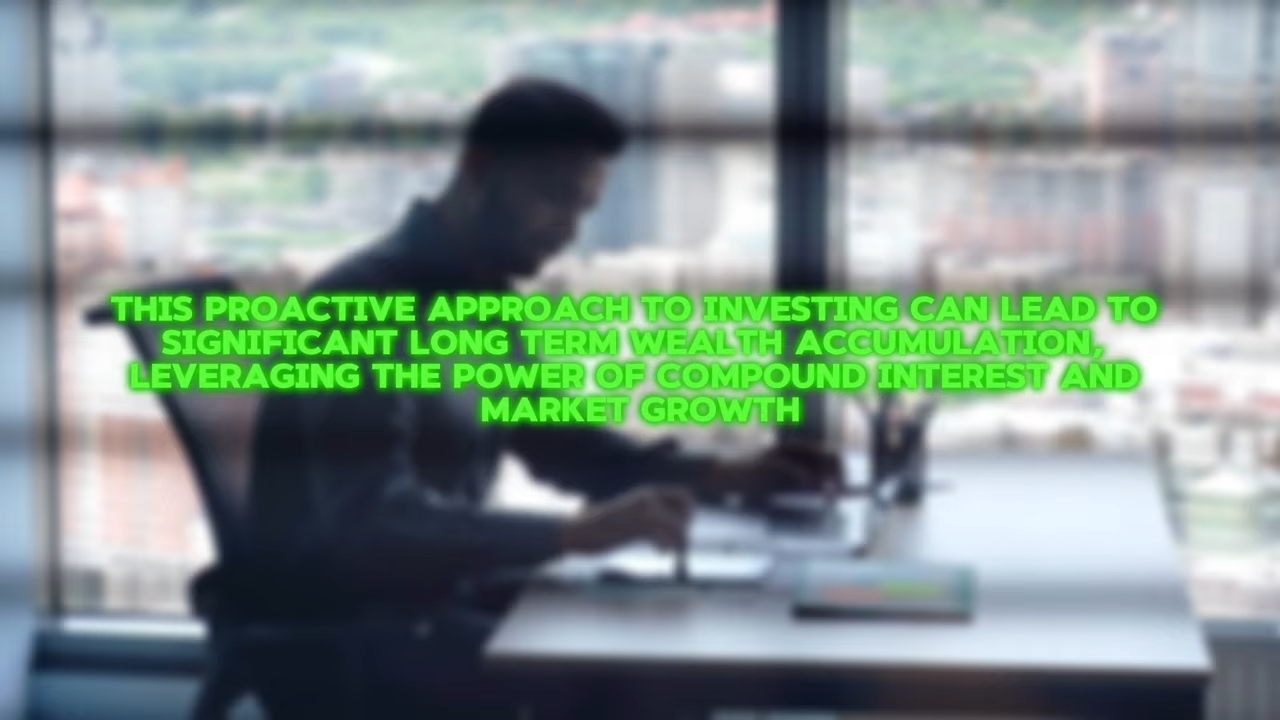 THIS PROACTIVE APPROACH TO INVESTING CAN LEAD TO
SIGNIFICANT LONG TERM WEALTH ACCUMULATION,
LEVERAGING THE POWER OF COMPOUND INTEREST AND
MARKET GROWTH